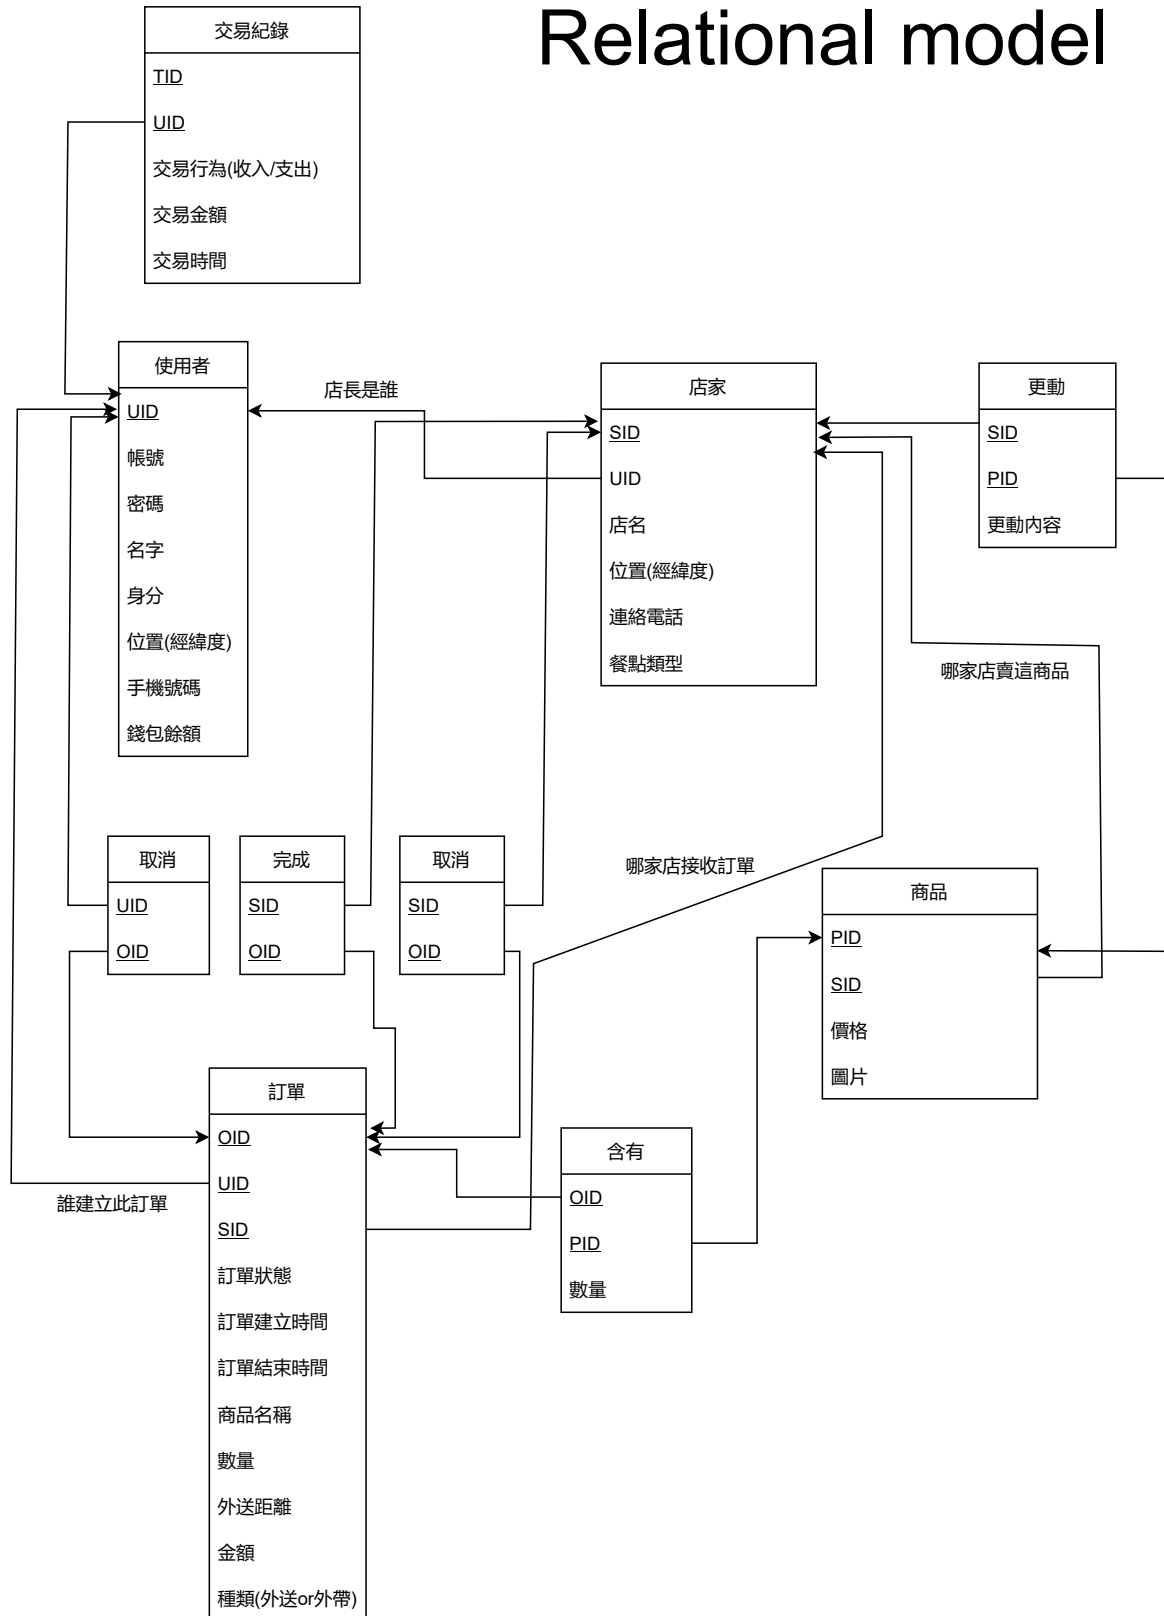 Relational model
交易紀錄
TID
UID
交易行為(收入/支出)
交易金額
交易時間
使用者
UID
帳號
密碼
名字
身分
位置(經緯度)
手機號碼
錢包餘額
店長是誰
店家
SID
UID
店名
位置(經緯度)
連絡電話
餐點類型
更動
SID
PID
更動內容
哪家店賣這商品
取消
UID
OID
完成
SID
OID
取消
SID
OID
哪家店接收訂單
商品
PID
SID
價格
圖片
訂單
OID
UID
SID
訂單狀態
訂單建立時間
訂單結束時間
商品名稱
數量
外送距離
金額
種類(外送or外帶)
誰建立此訂單
含有
OID
PID
數量